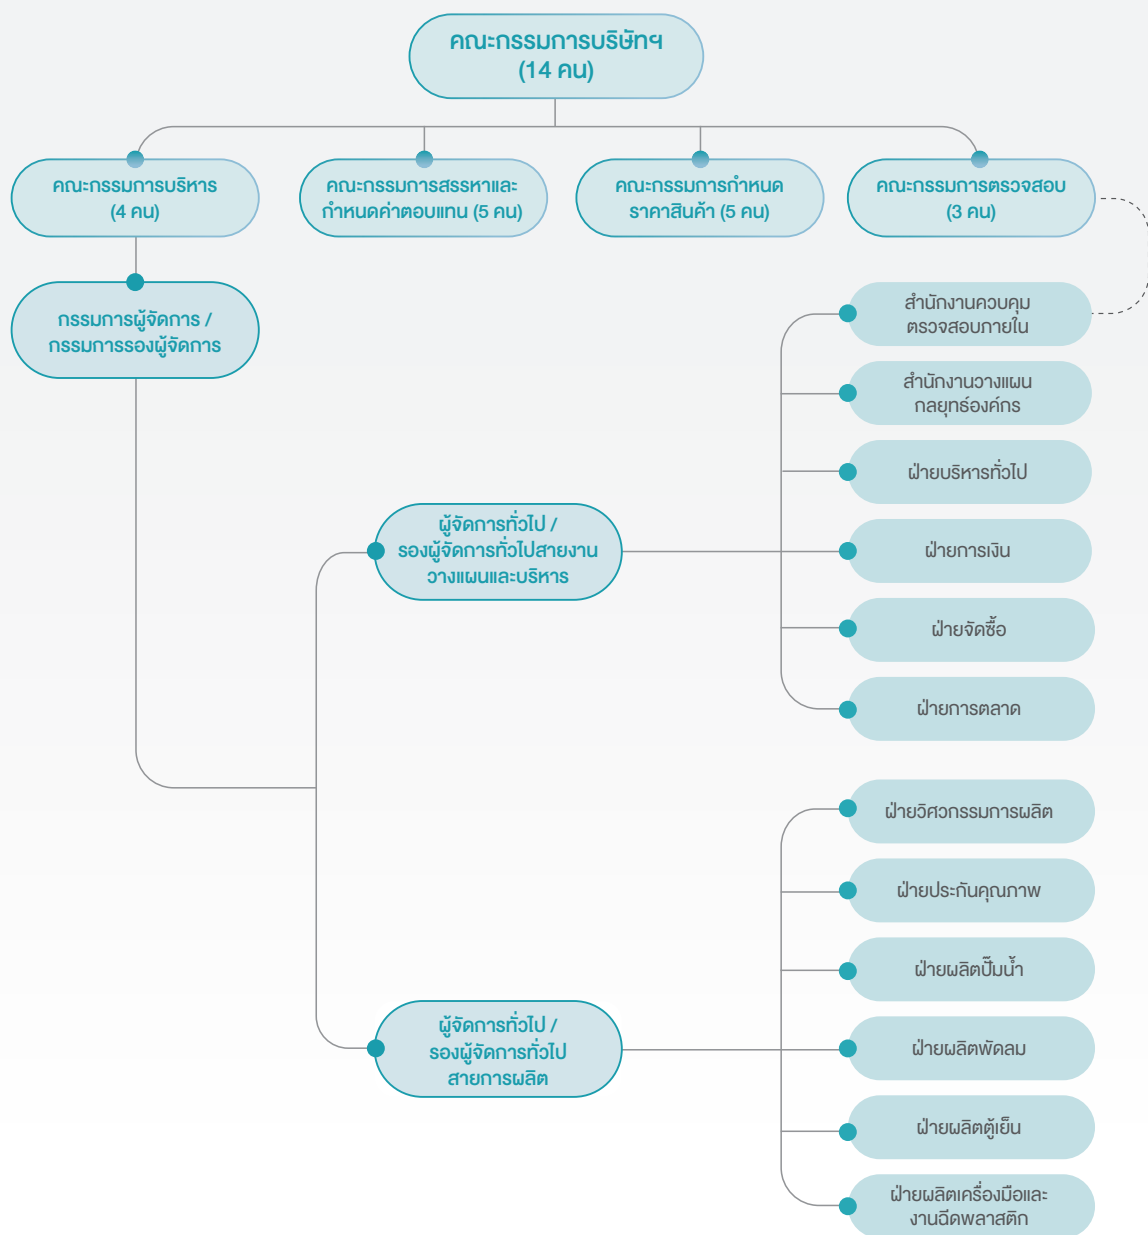 คณะกรรมการบริษัทฯ
(14 คน)
คณะกรรมการบริหาร
(4 คน)
คณะกรรมการสรรหาและ
กำหนดค่าตอบแทน (5 คน)
คณะกรรมการกำหนด
ราคาสินค้า (5 คน)
คณะกรรมการตรวจสอบ
(3 คน)
กรรมการผู้จัดการ /
กรรมการรองผู้จัดการ
สำนักงานควบคุม
ตรวจสอบภายใน
สำนักงานวางแผน
กลยุทธ์องค์กร
ฝ่ายบริหารทั่วไป
ผู้จัดการทั่วไป /
รองผู้จัดการทั่วไปสายงาน
วางแผนและบริหาร
ฝ่ายการเงิน
ฝ่ายจัดซื้อ
ฝ่ายการตลาด
ฝ่ายวิศวกรรมการผลิต
ฝ่ายประกันคุณภาพ
ฝ่ายผลิตปั๊มน้ำ
ผู้จัดการทั่วไป /
รองผู้จัดการทั่วไป
สายการผลิต
ฝ่ายผลิตพัดลม
ฝ่ายผลิตตู้เย็น
ฝ่ายผลิตเครื่องมือและ
งานฉีดพลาสติก